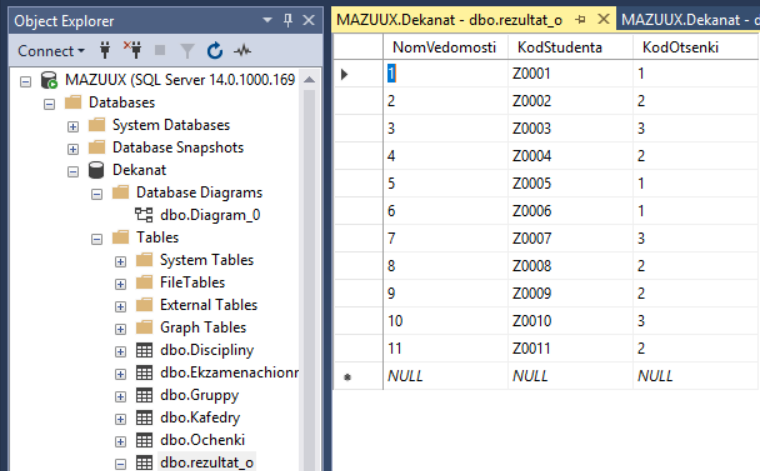 Object Explorer
Connect
MAZUUX (SQL Server 14.0.1000.169
Databases
System Databases
Database Snapshots
Dekanat
Database Diagrams
dbo.Diagram_0
Tables
System Tables
FileTables
External Tables
Graph Tables
dbo.Discipliny
dbo.Ekzamenachionr
dbo.Gruppy
dbo.Kafedry
dbo.Ochenki
dbo.rezultat_o
MAZUUX.Dekanat - dbo.rezultat_o MAZUUX.Dekanat - d
NomVedomosti KodStudenta KodOtsenki
1 Z0001 1
2 Z0002 2
3 Z0003 3
4 Z0004 2
5 Z0005 1
6 Z0006 1
7 Z0007 3
8 Z0008 2
9 Z0009 2
10 Z0010 3
11 Z0011 2
NULL NULL NULL